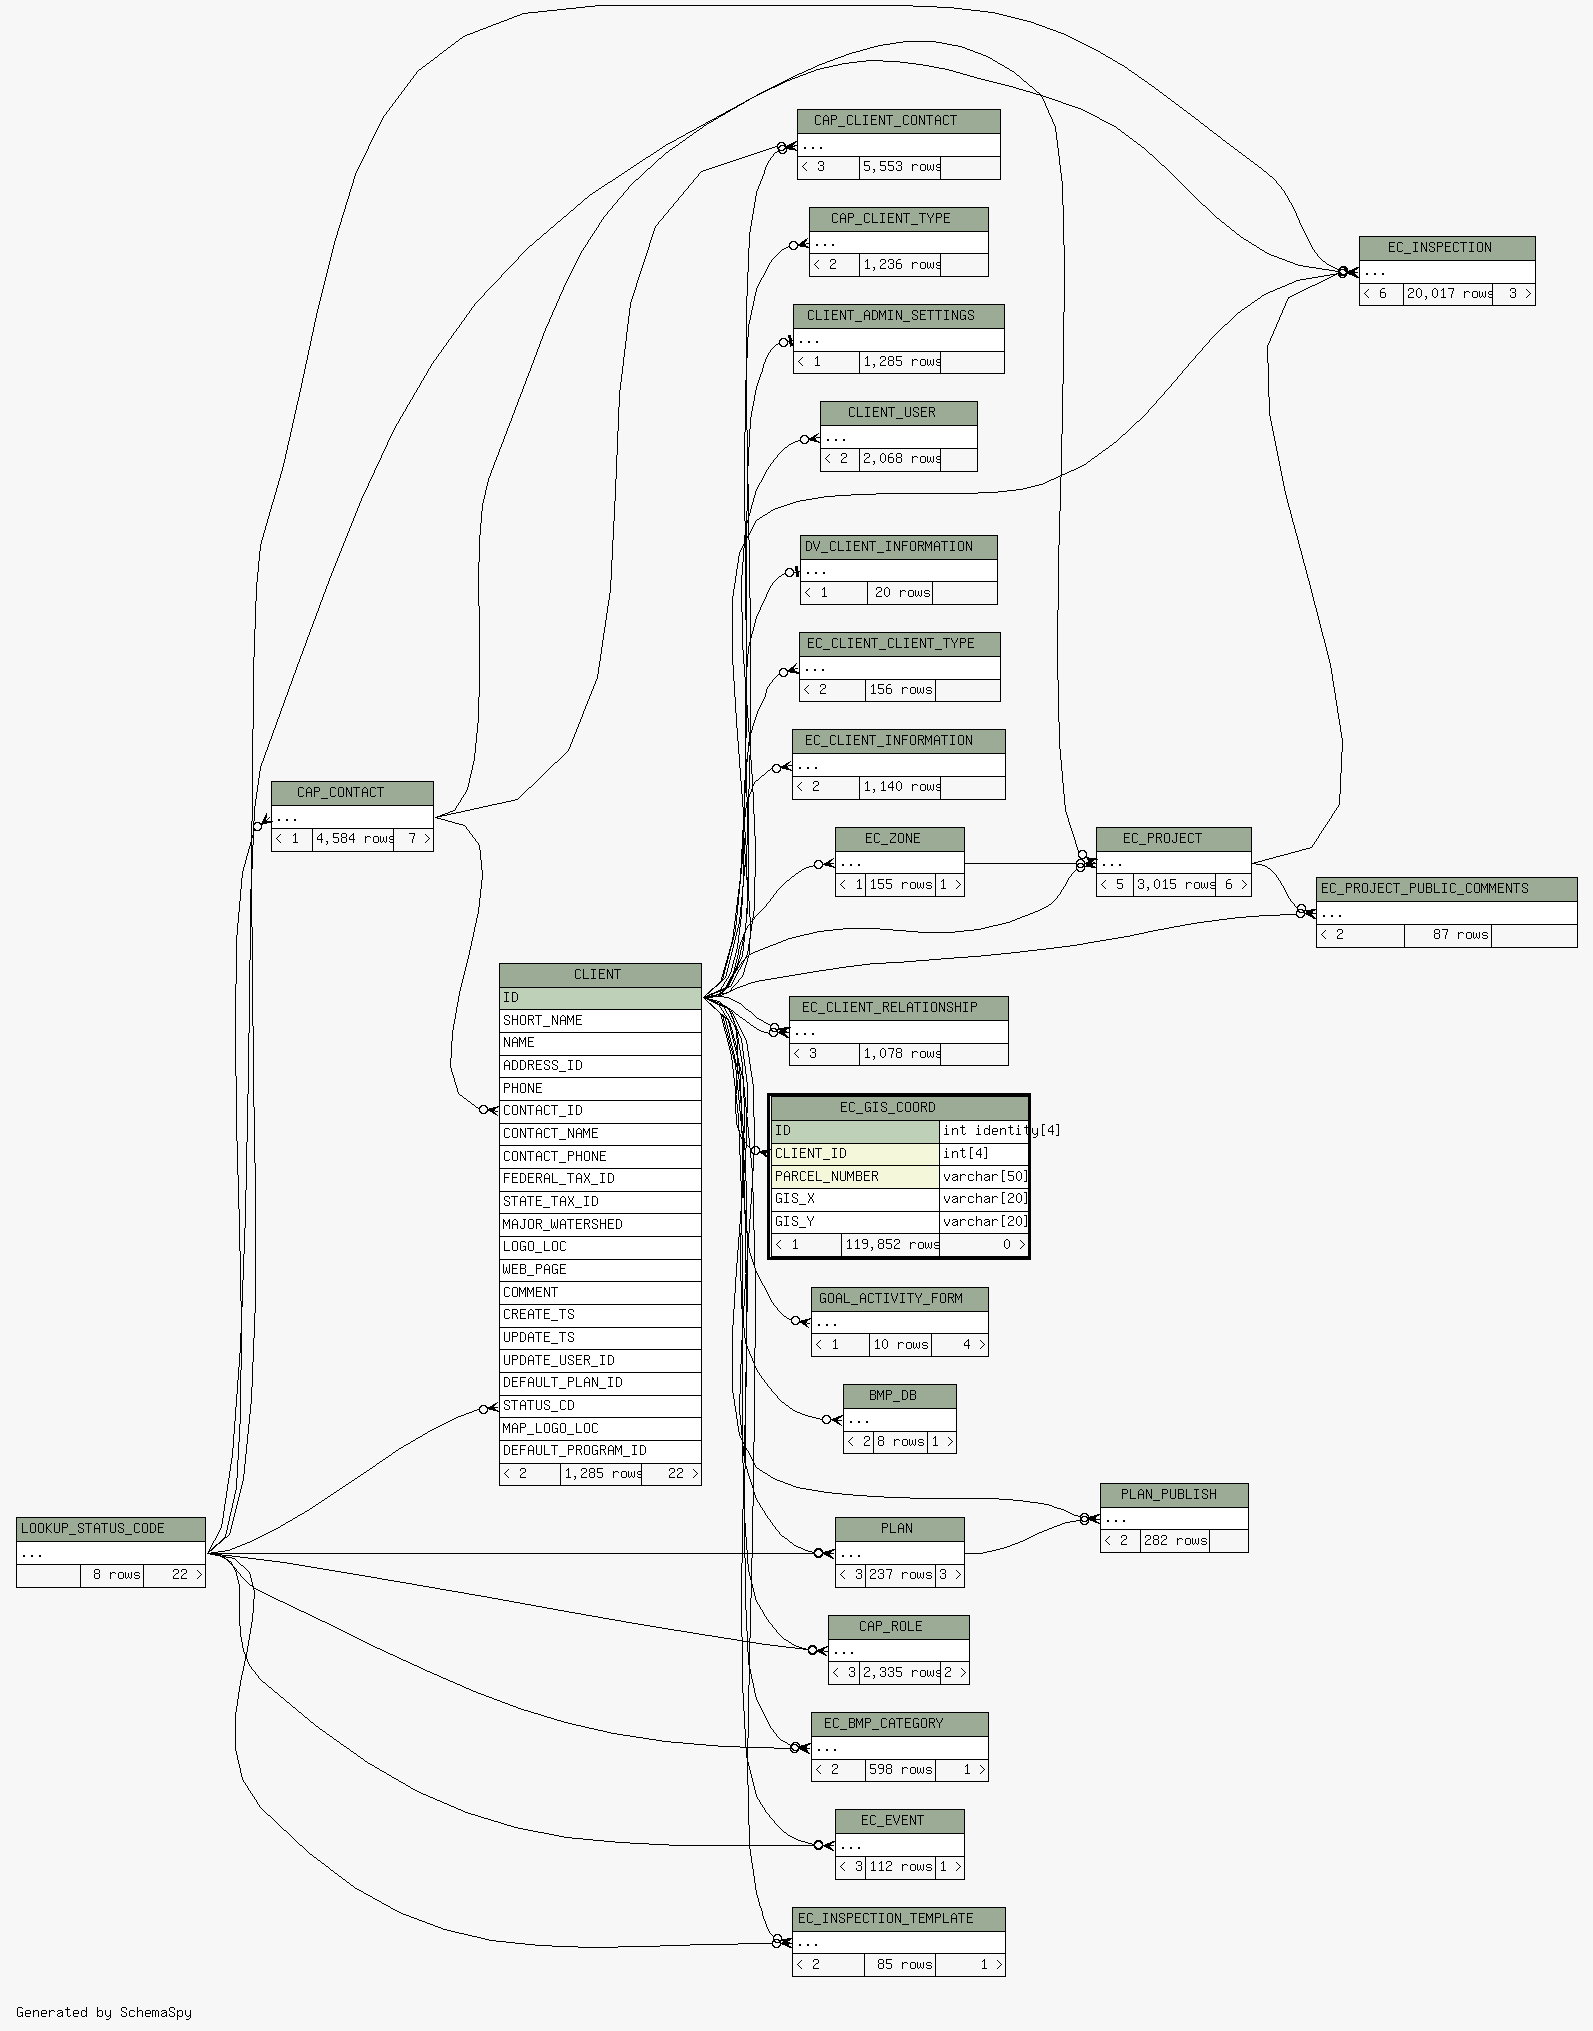 CAP_CLIENT_CONTACT
...
< 3 5,553 rows
CAP_CLIENT_TYPE
...
< 2 1,236 rows
EC_INSPECTION
...
< 6 20,017 rows 3 >
CLIENT_ADMIN_SETTINGS
...
< 1 1,285 rows
CLIENT_USER
...
< 2 2,068 rows
DV_CLIENT_INFORMATION
...
< 1 20 rows
EC_CLIENT_CLIENT_TYPE
...
< 2 156 rows
EC_CLIENT_INFORMATION
...
< 2 1,140 rows
CAP_CONTACT
...
< 1 4,584 rows 7 >
EC_ZONE
...
< 1 155 rows 1 >
EC_PROJECT
...
< 5 3,015 rows 6 >
EC_PROJECT_PUBLIC_COMMENTS
...
< 2 87 rows
CLIENT
ID
SHORT_NAME
NAME
ADDRESS_ID
PHONE
CONTACT_ID
CONTACT_NAME
CONTACT_PHONE
FEDERAL_TAX_ID
STATE_TAX_ID
MAJOR_WATERSHED
LOGO_LOC
WEB_PAGE
COMMENT
CREATE_TS
UPDATE_TS
UPDATE_USER_ID
DEFAULT_PLAN_ID
STATUS_CD
MAP_LOGO_LOC
DEFAULT_PROGRAM_ID
< 2 1,285 rows 22 >
EC_CLIENT_RELATIONSHIP
...
< 3 1,078 rows
EC_GIS_COORD
ID int identity[4]
CLIENT_ID int[4]
PARCEL_NUMBER varchar[50]
GIS_X varchar[20]
GIS_Y varchar[20]
< 1 119,852 rows 0 >
GOAL_ACTIVITY_FORM
...
< 1 10 rows 4 >
BMP_DB
...
< 2 8 rows 1 >
PLAN_PUBLISH
...
< 2 282 rows
LOOKUP_STATUS_CODE
...
8 rows 22 >
PLAN
...
< 3 237 rows 3 >
CAP_ROLE
...
< 3 2,335 rows 2 >
EC_BMP_CATEGORY
...
< 2 598 rows 1 >
EC_EVENT
...
< 3 112 rows 1 >
EC_INSPECTION_TEMPLATE
...
< 2 85 rows 1 >
Generated by SchemaSpy